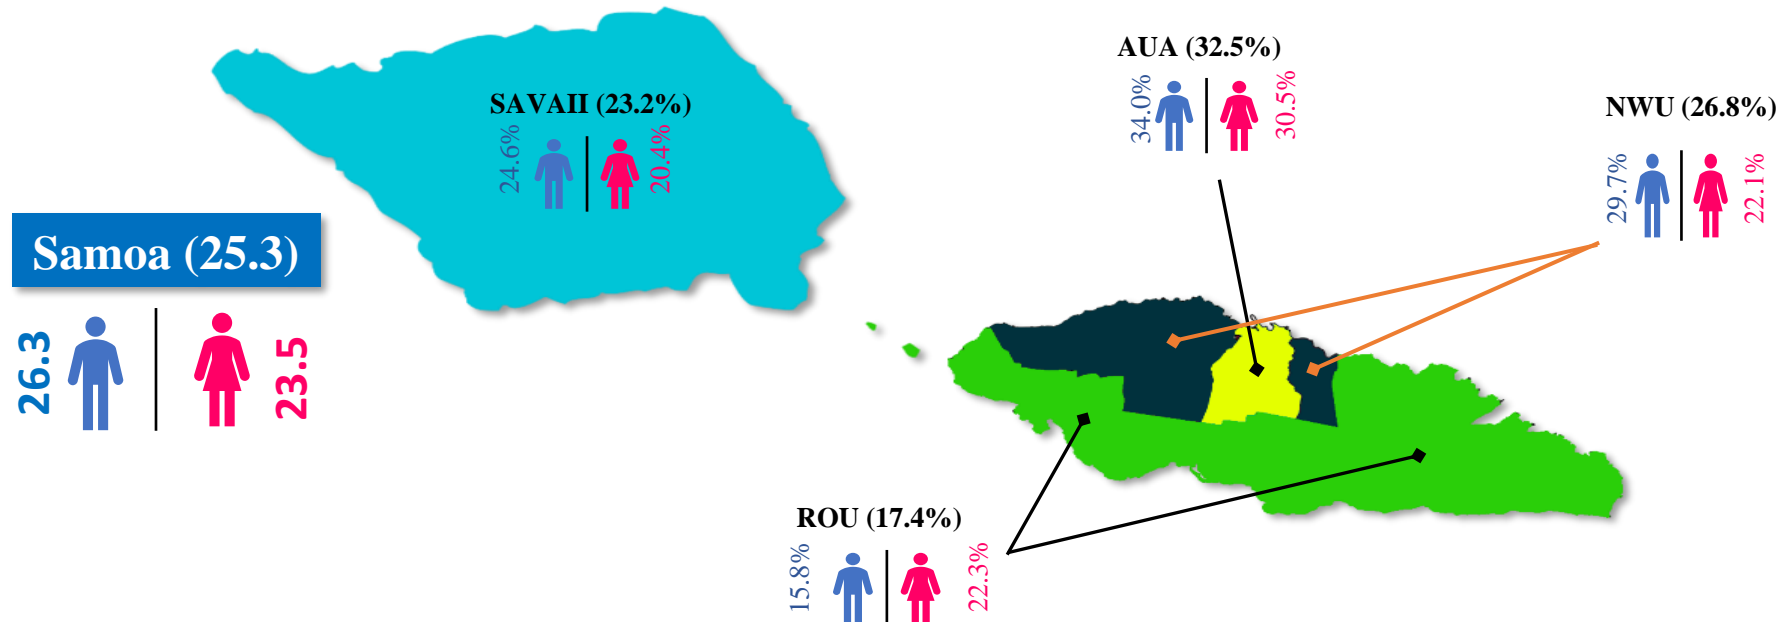 AUA (32.5%)
34.0%
30.5%
NWU (26.8%)
29.7%
22.1%
SAVAII (23.2%)
24.6%
20.4%
Samoa (25.3)
26.3
23.5
ROU (17.4%)
15.8%
22.3%